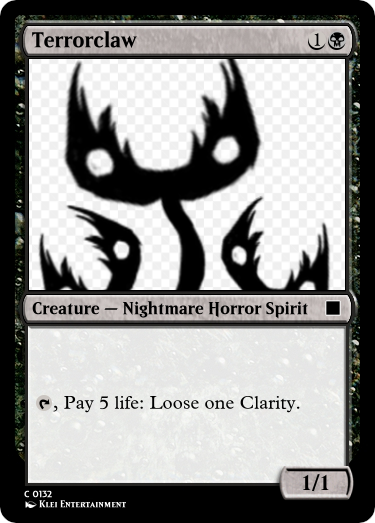 Terrorclaw 1
Creature — Nightmare Horror Spirit
, Pay 5 life: Loose one Clarity.
1/1
C 0132
Klei Entertainment